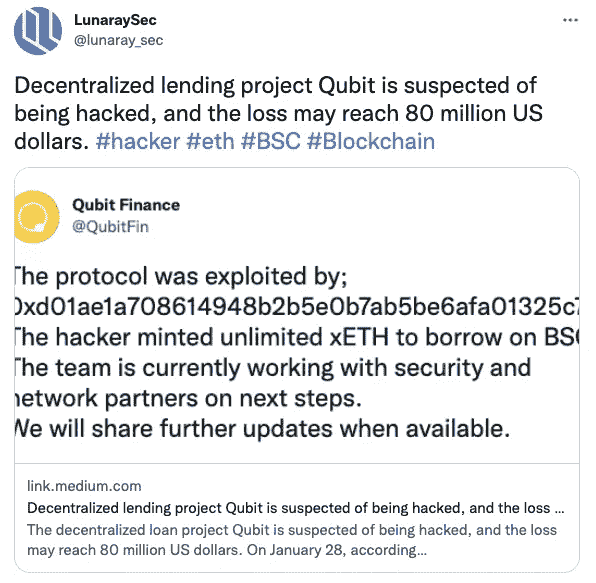 LunaraySec
@lunaray_sec
Decentralized lending project Qubit is suspected of
being hacked, and the loss may reach 80 million US
dollars. #hacker #eth #BSC #Blockchain
Qubit Finance
@QubitFin
The protocol was exploited by;
0xd01ae1a708614948b2b5e0b7ab5be6afa01325c7
The hacker minted unlimited xETH to borrow on BSC
The team is currently working with security and
network partners on next steps.
We will share further updates when available.
link.medium.com
Decentralized lending project Qubit is suspected of being hacked, and the loss ...
The decentralized loan project Qubit is suspected of being hacked, and the loss
may reach 80 million US dollars. On January 28, according...